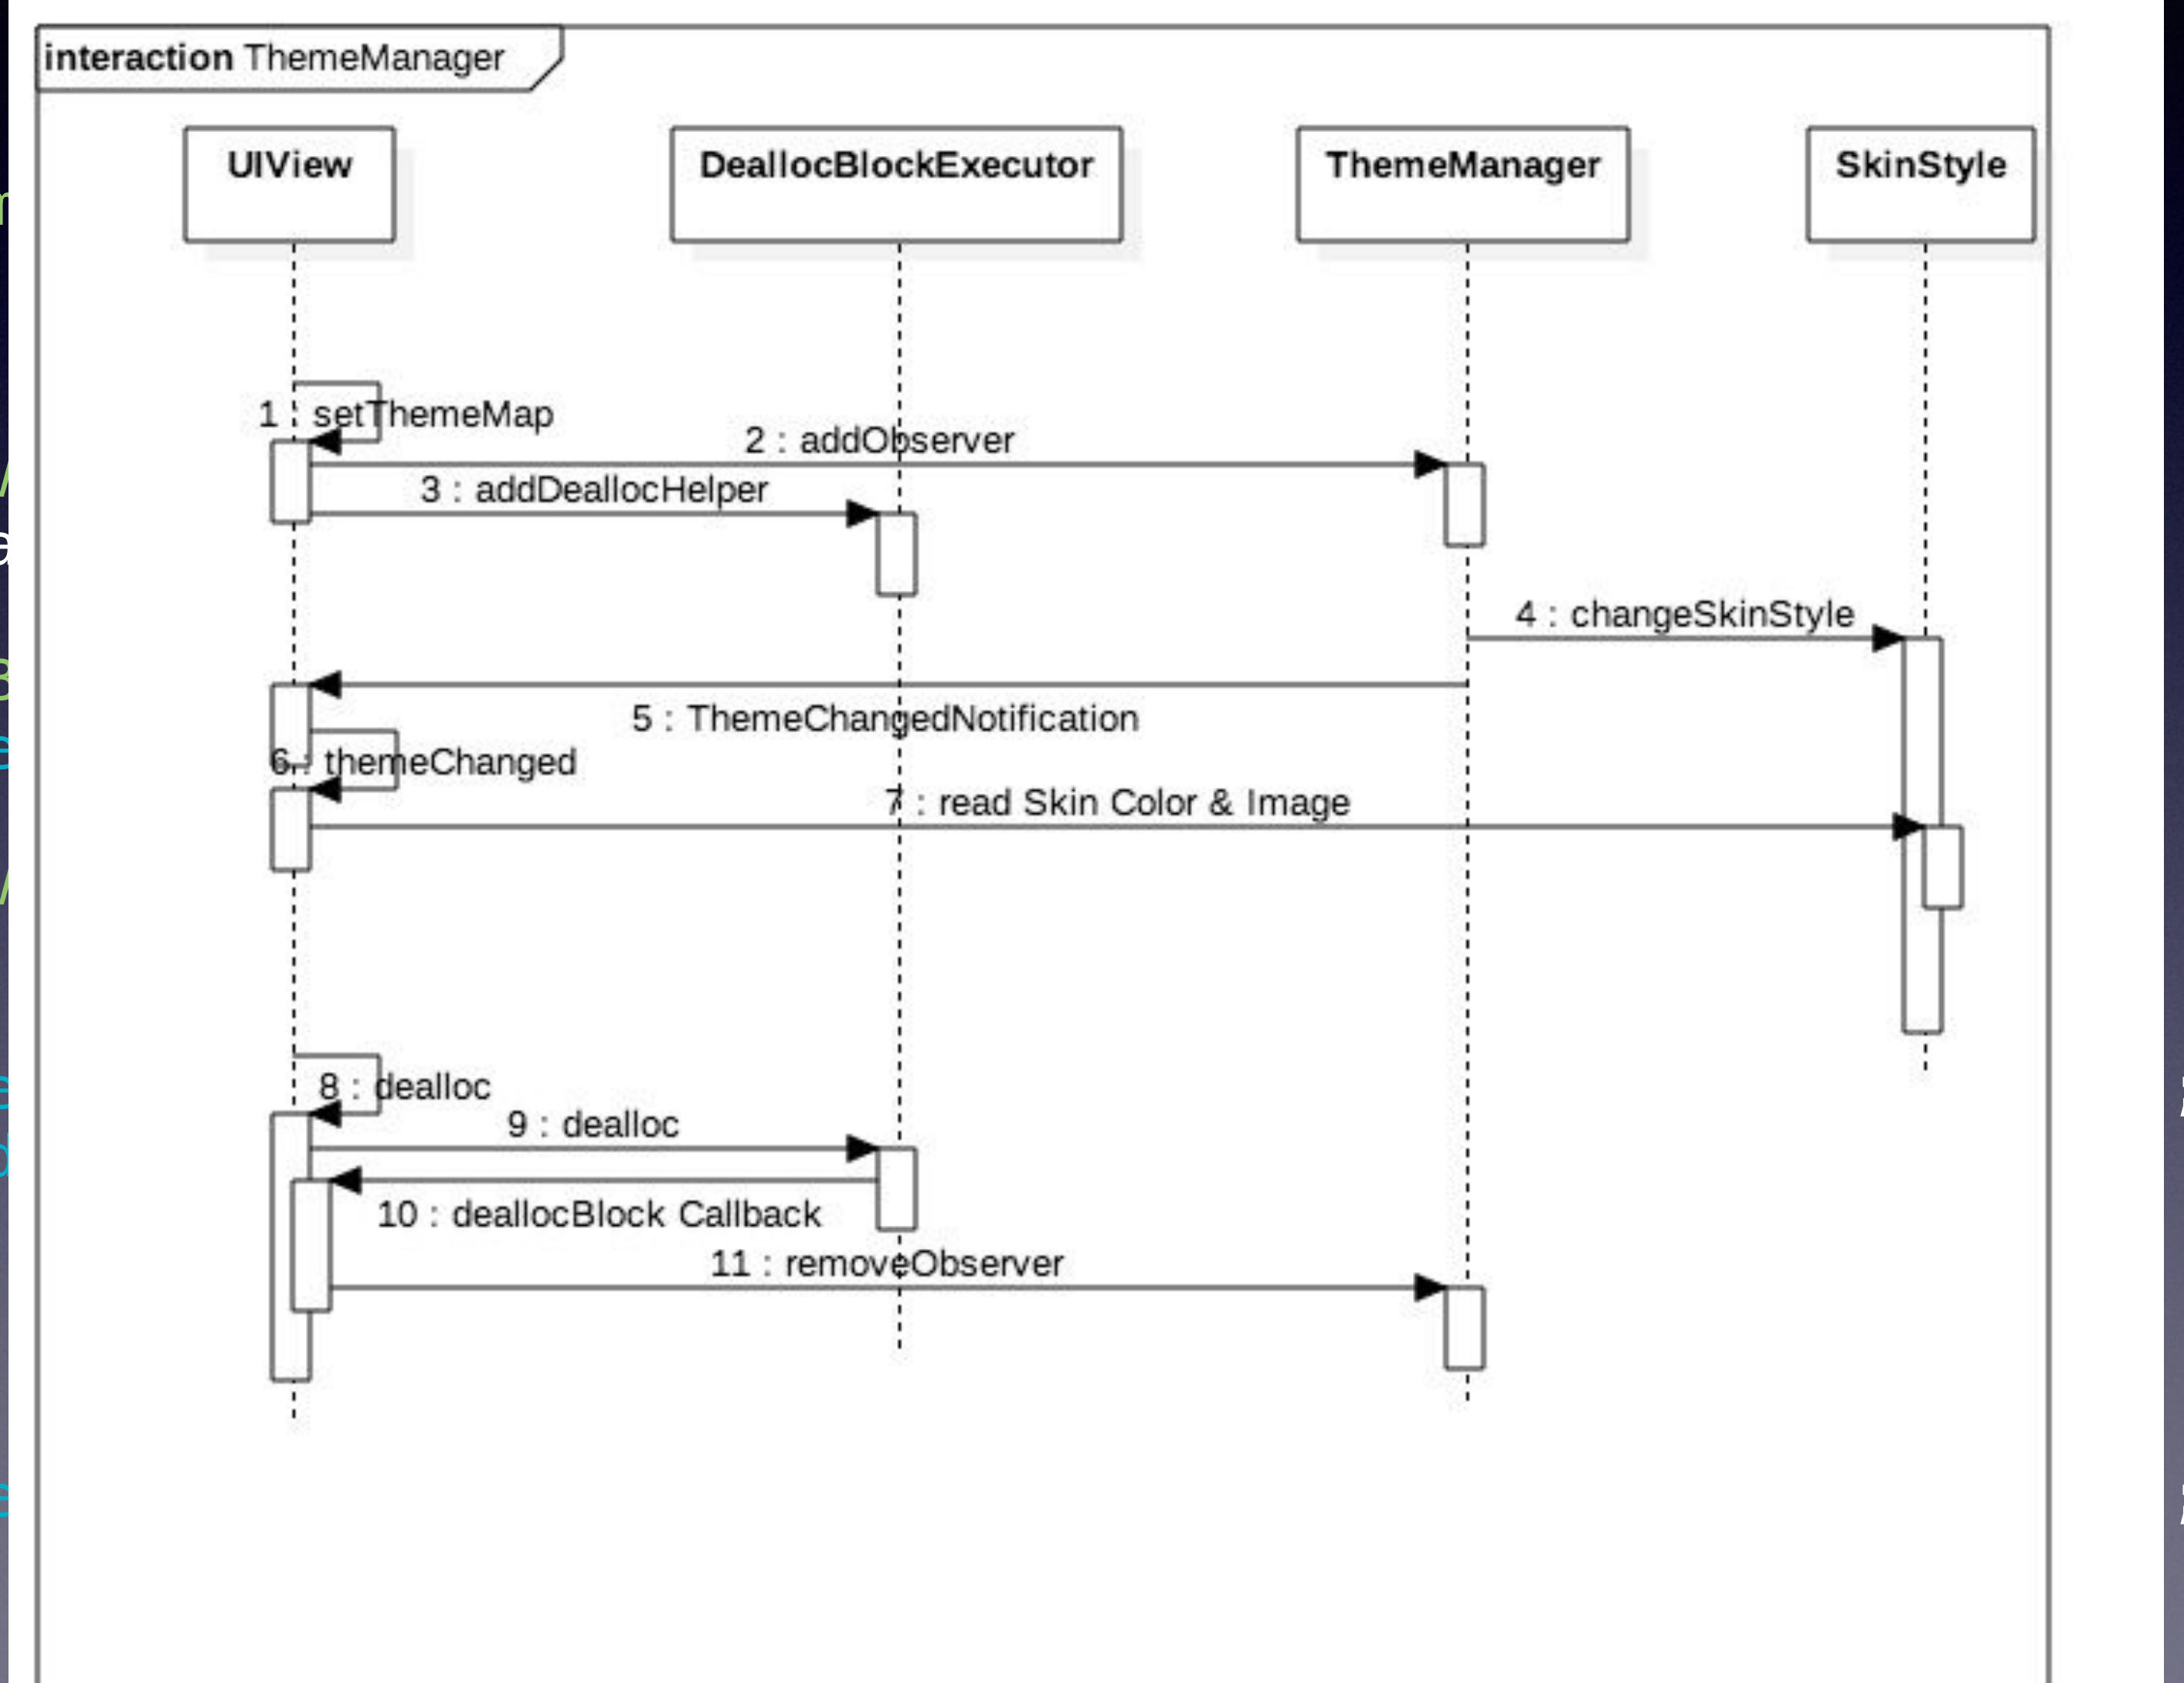 interaction ThemeManager
UIView
DeallocBlockExecutor
ThemeManager
SkinStyle
1 : setThemeMap
2 : addObserver
3 : addDeallocHelper
4 : changeSkinStyle
5 : ThemeChangedNotification
6 : themeChanged
7 : read Skin Color & Image
8 : dealloc
9 : dealloc
10 : deallocBlock Callback
11 : removeObserver